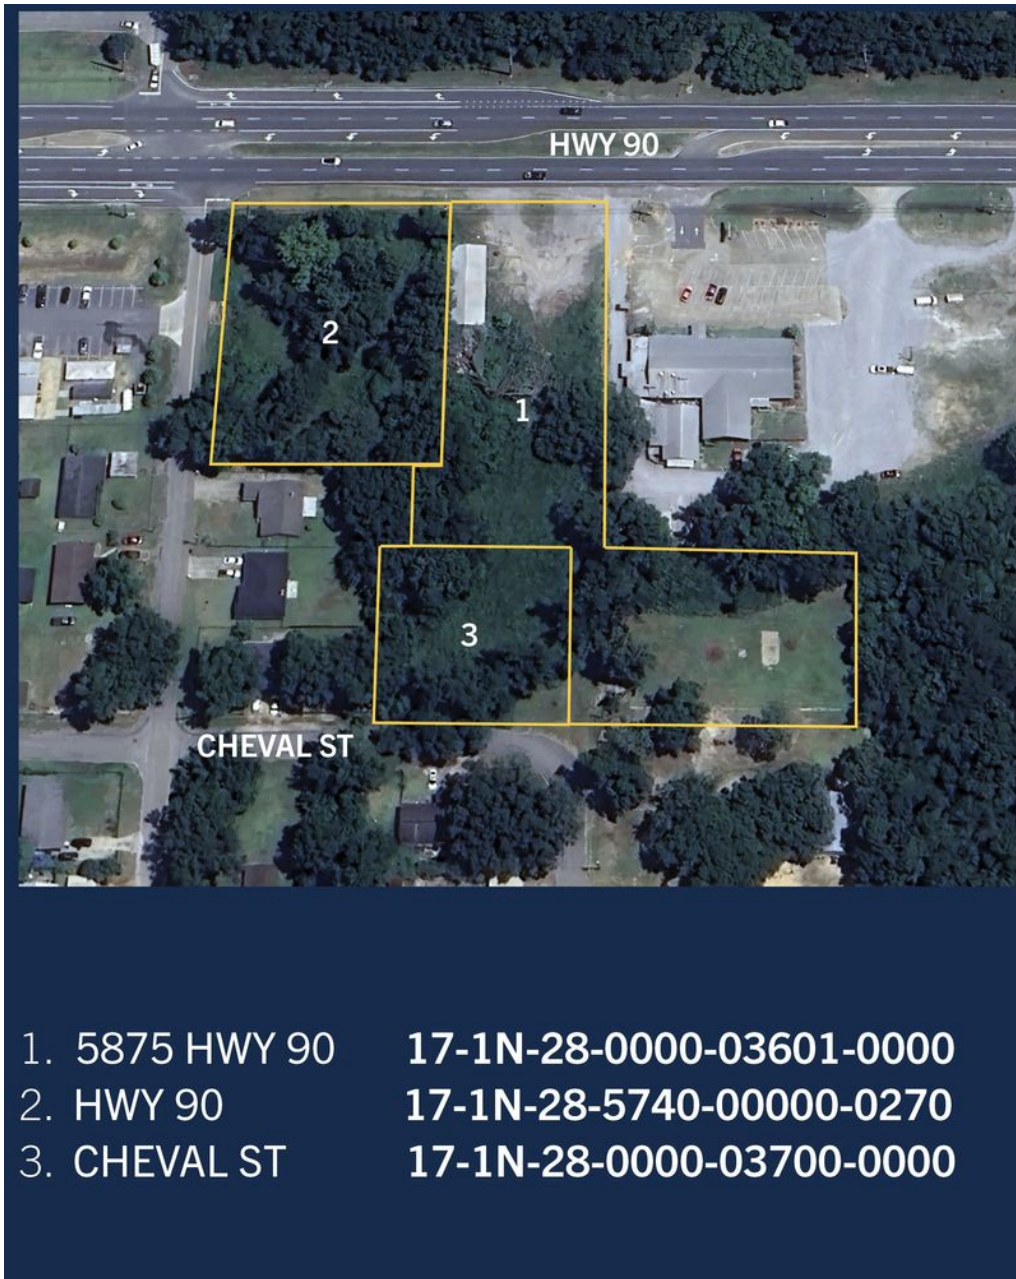 HWY 90
2
1
3
CHEVAL ST
1. 5875 HWY 90 17-1N-28-0000-03601-0000
2. HWY 90 17-1N-28-5740-00000-0270
3. CHEVAL ST 17-1N-28-0000-03700-0000